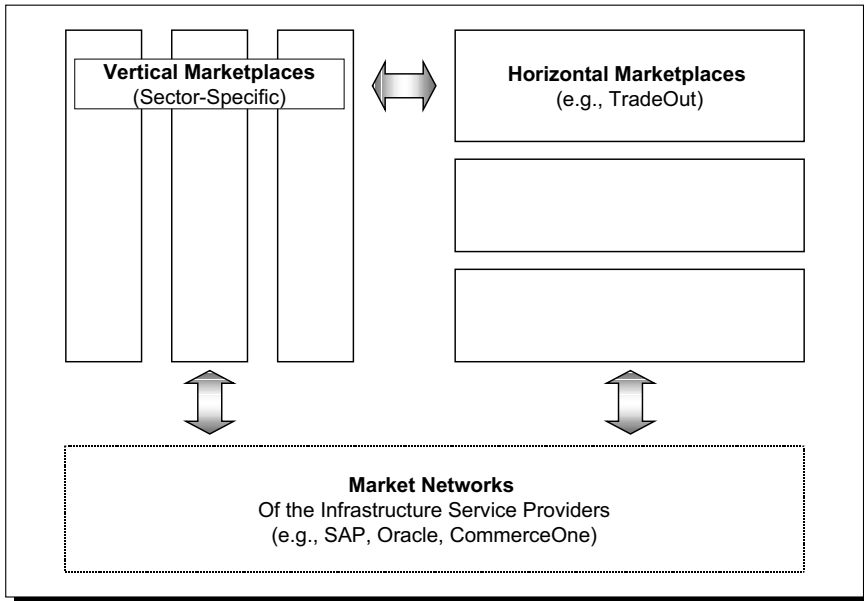 Vertical Marketplaces
(Sector-Specific)
Horizontal Marketplaces
(e.g., TradeOut)
Market Networks
Of the Infrastructure Service Providers
(e.g., SAP, Oracle, CommerceOne)